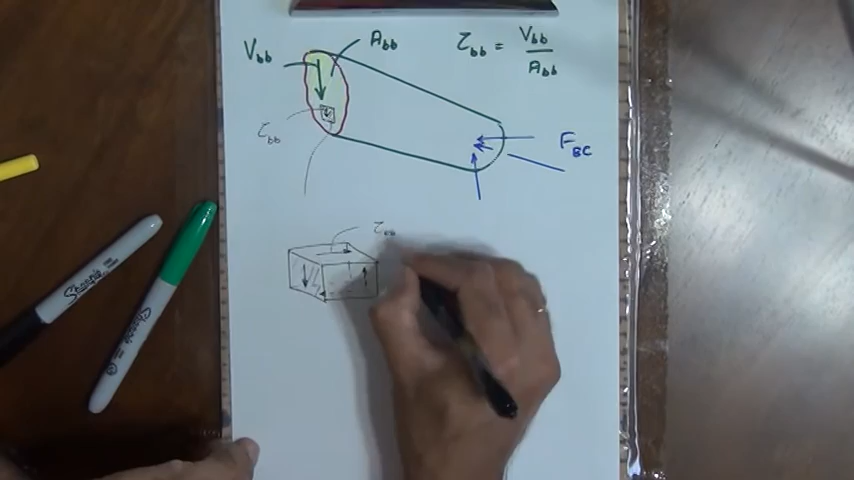 V_bb
A_bb
τ_bb = V_bb / A_bb
τ_bb
F_BC
τ_bb
Sharpie
Sharpie